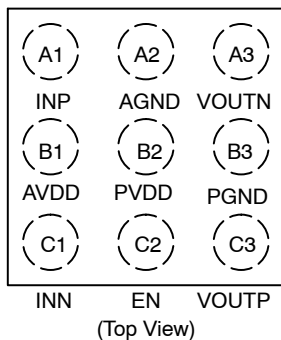 A1 A2 A3
INP AGND VOUTN
B1 B2 B3
AVDD PVDD PGND
C1 C2 C3
INN EN VOUTP
(Top View)